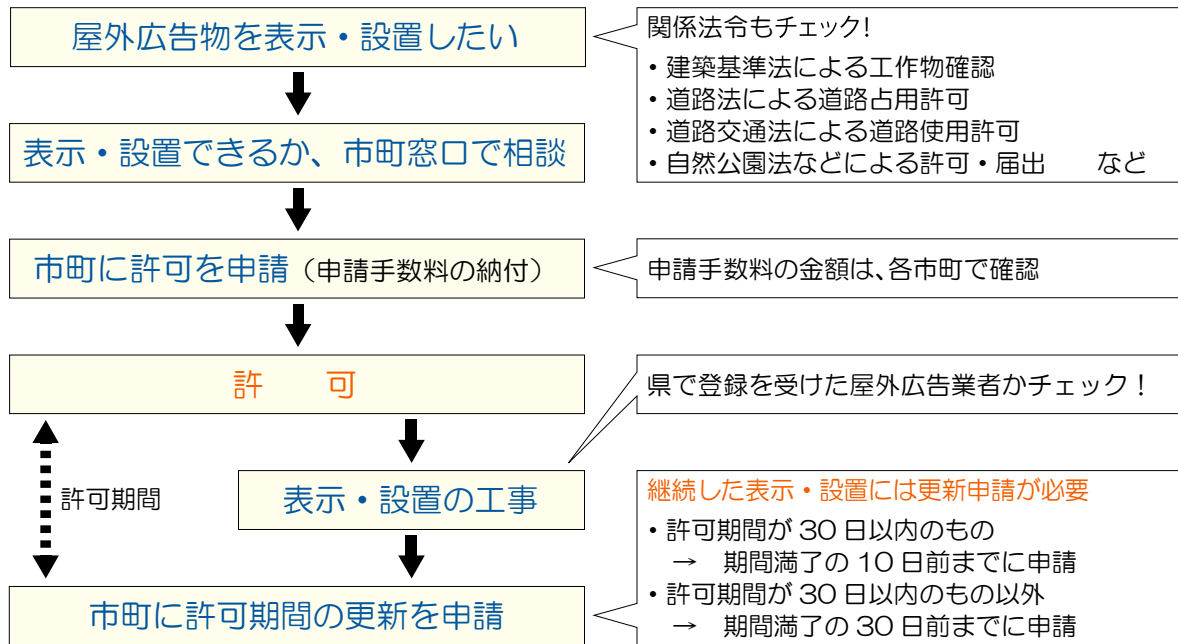 屋外広告物を表示・設置したい
関係法令もチェック!
・建築基準法による工作物確認
・道路法による道路占用許可
・道路交通法による道路使用許可
・自然公園法などによる許可・届出　　など
表示・設置できるか、市町窓口で相談
市町に許可を申請（申請手数料の納付）
申請手数料の金額は、各市町で確認
許　　可
県で登録を受けた屋外広告業者かチェック！
許可期間
表示・設置の工事
継続した表示・設置には更新申請が必要
・許可期間が 30 日以内のもの
→　期間満了の 10 日前までに申請
・許可期間が 30 日以内のもの以外
→　期間満了の 30 日前までに申請
市町に許可期間の更新を申請